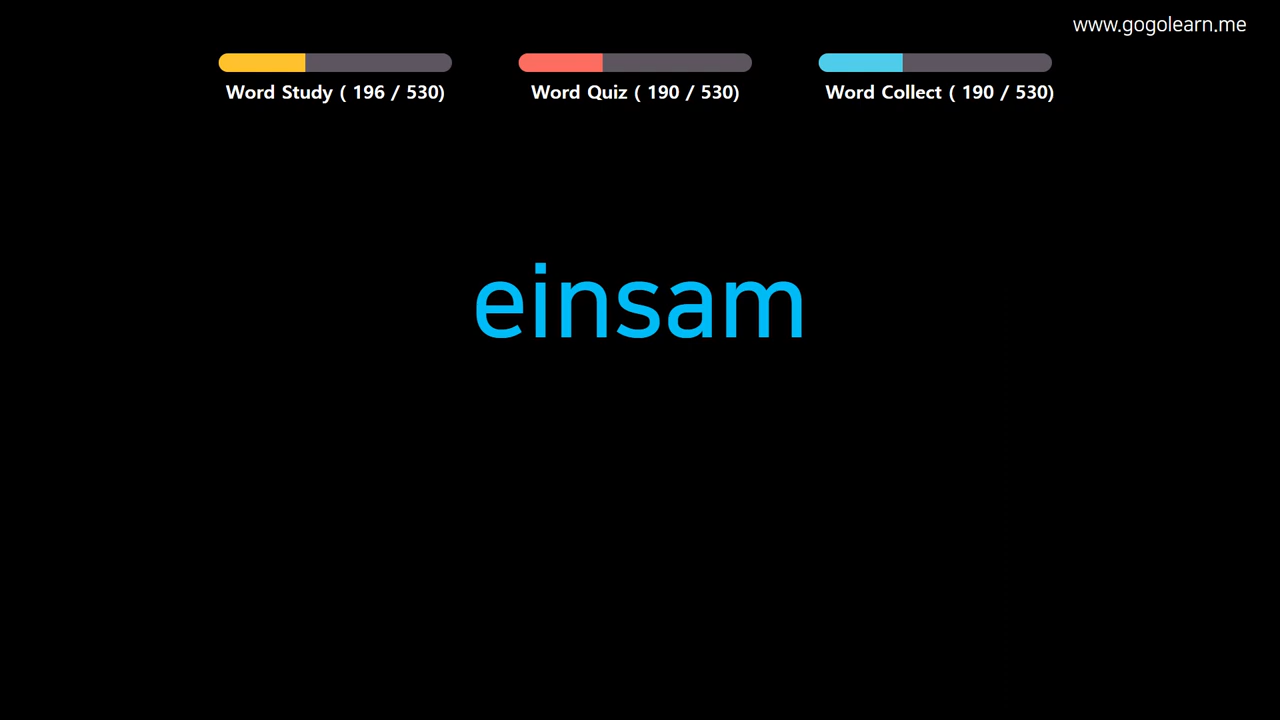 www.gogolearn.me
Word Study ( 196 / 530)
Word Quiz ( 190 / 530)
Word Collect ( 190 / 530)
einsam